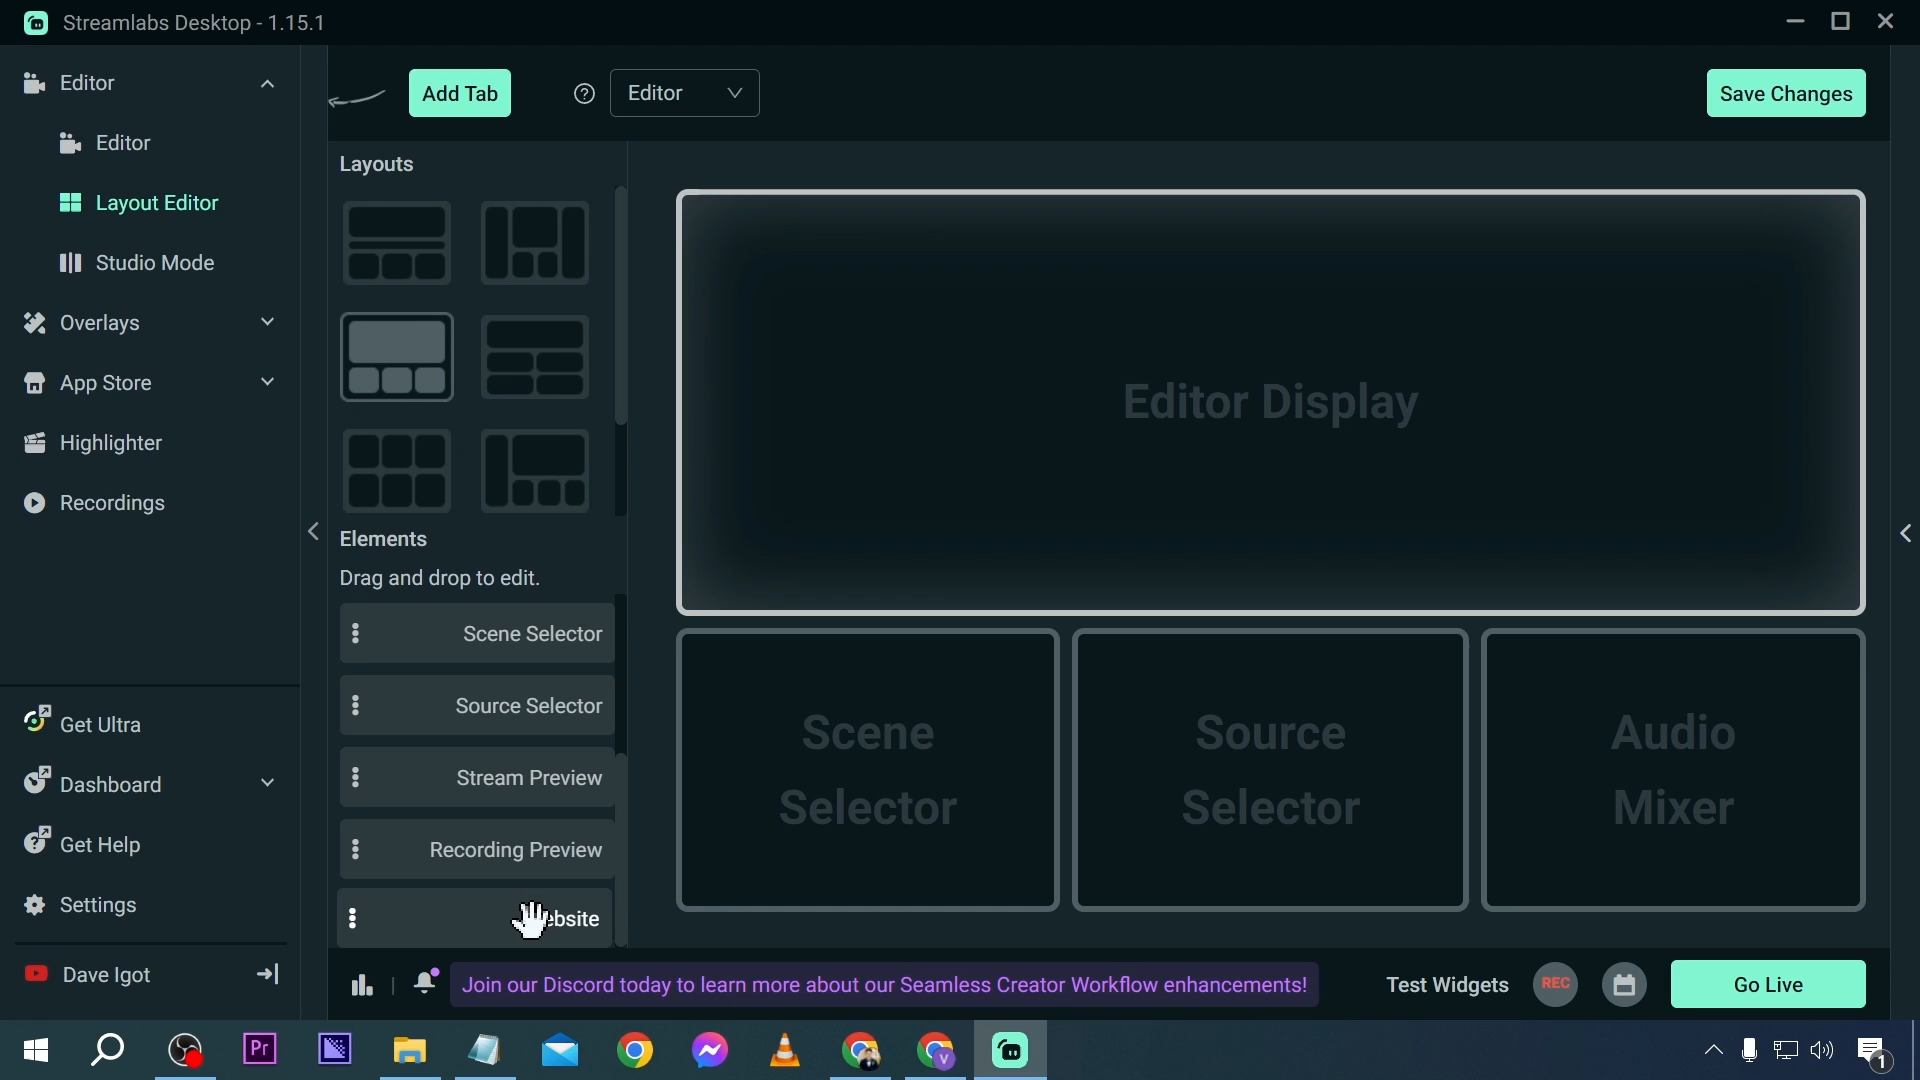 Streamlabs Desktop - 1.15.1
Editor
Editor
Layout Editor
Studio Mode
Overlays
App Store
Highlighter
Recordings
Get Ultra
Dashboard
Get Help
Settings
Dave Igot
Add Tab
Editor
Save Changes
Layouts
Elements
Drag and drop to edit.
Scene Selector
Source Selector
Stream Preview
Recording Preview
Editor Display
Scene
Selector
Source
Selector
Audio
Mixer
Join our Discord today to learn more about our Seamless Creator Workflow enhancements!
Test Widgets
REC
Go Live
Pr
V
1